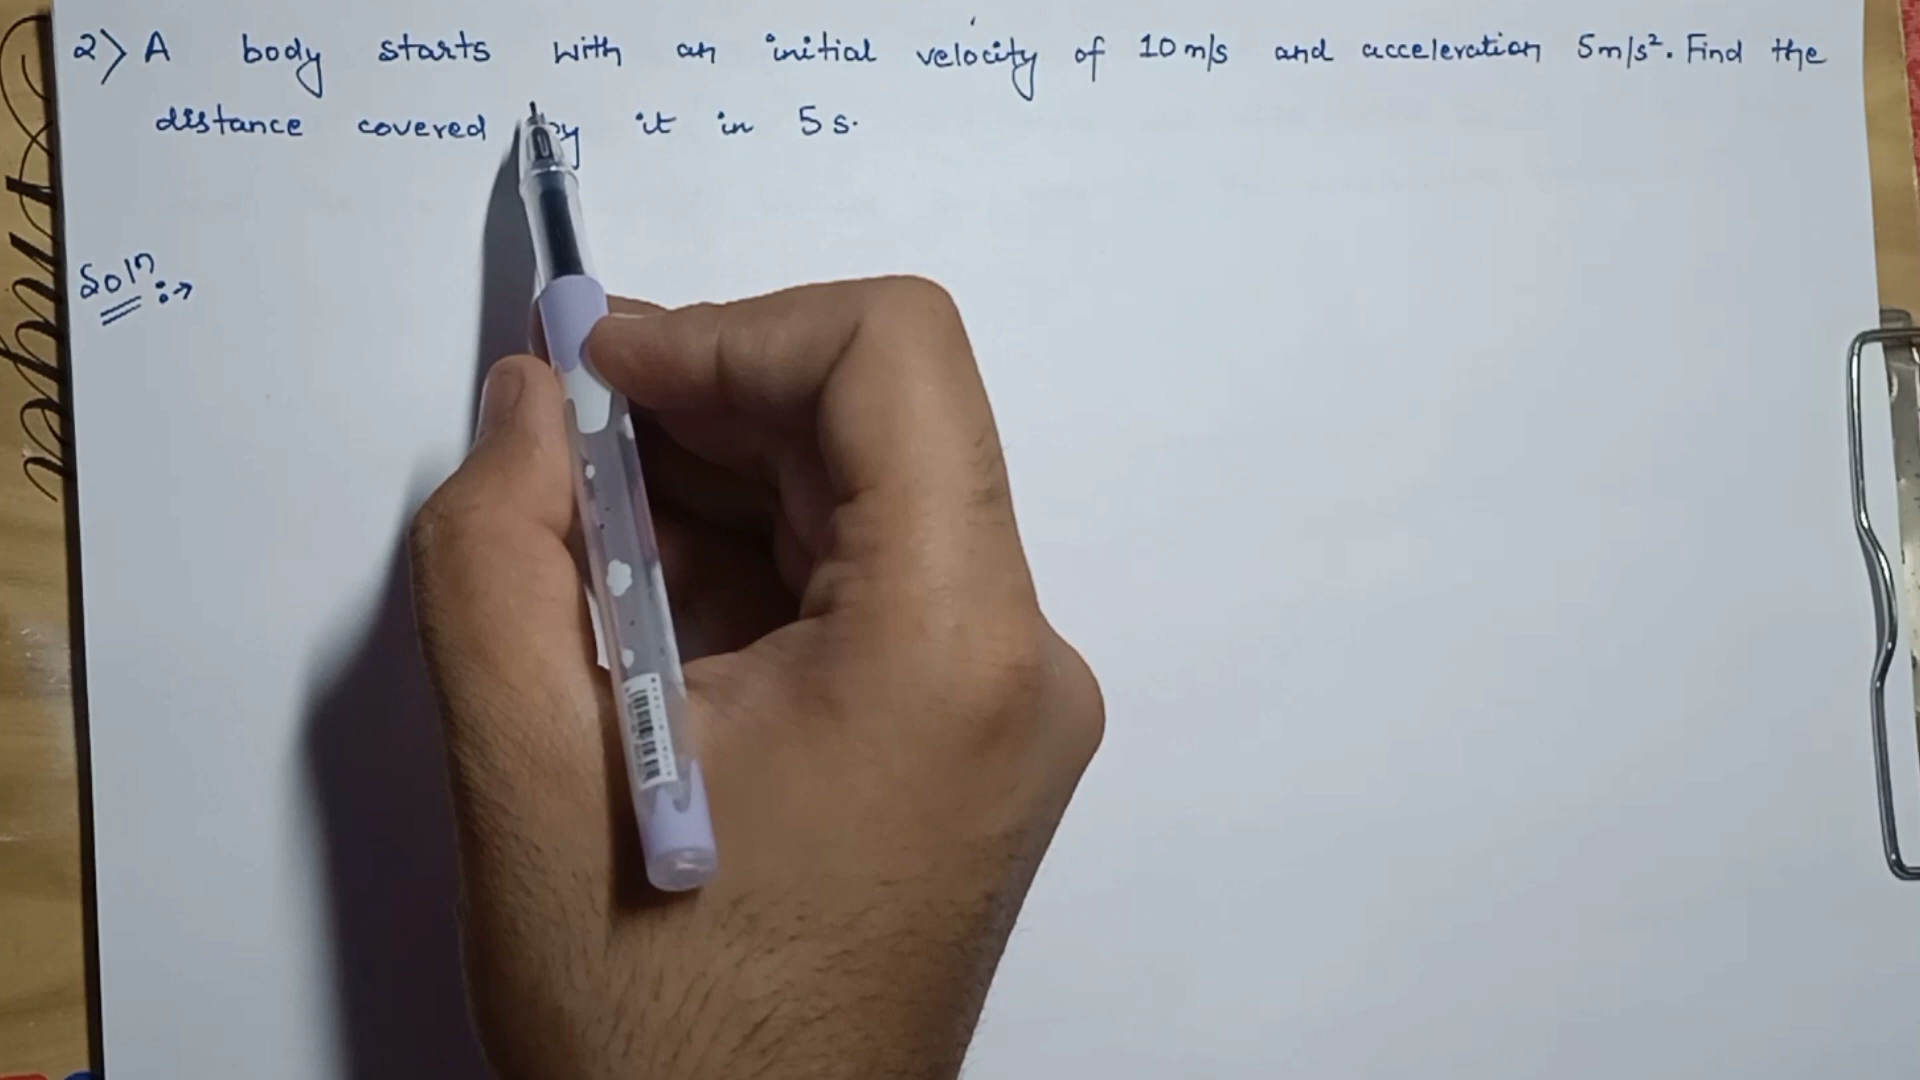 2) A body starts with an initial velocity of 10 m/s and acceleration 5 m/s². Find the
distance covered by it in 5 s.
Soln :→